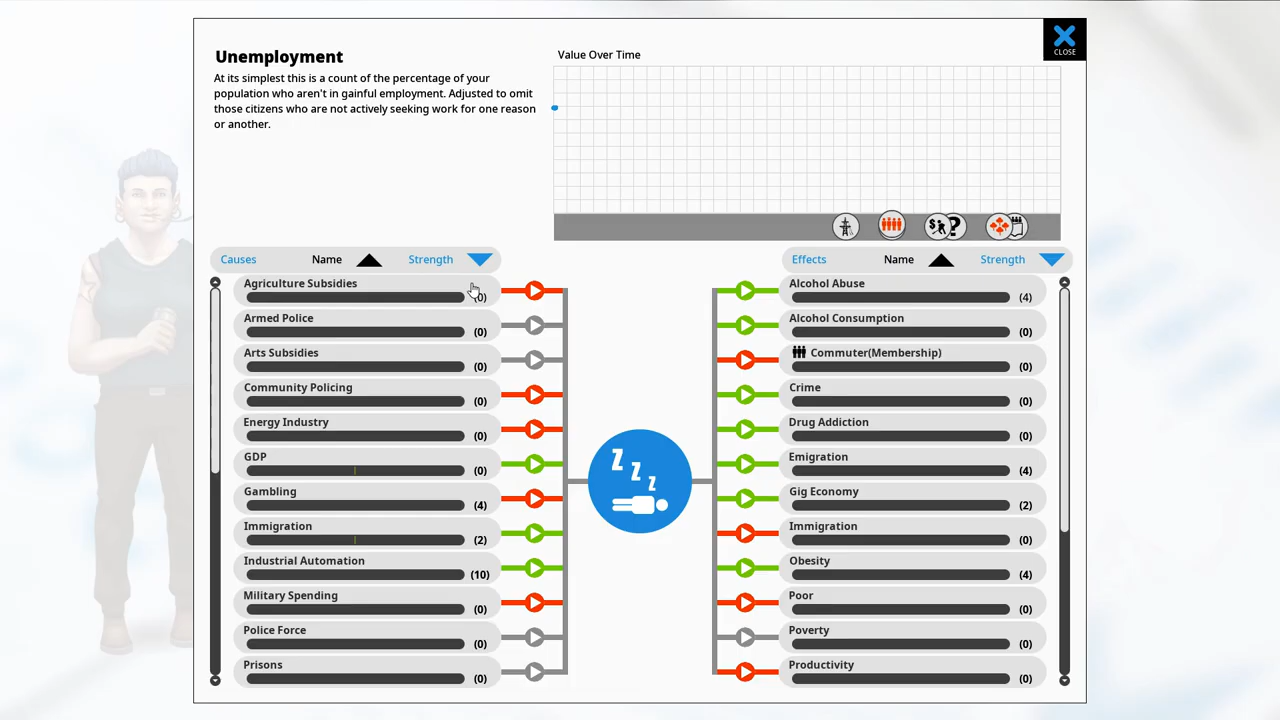 Unemployment
At its simplest this is a count of the percentage of your
population who aren't in gainful employment. Adjusted to omit
those citizens who are not actively seeking work for one reason
or another.
Value Over Time
CLOSE
Causes Name Strength
Agriculture Subsidies
(0)
Armed Police
(0)
Arts Subsidies
(0)
Community Policing
(0)
Energy Industry
(0)
GDP
(0)
Gambling
(4)
Immigration
(2)
Industrial Automation
(10)
Military Spending
(0)
Police Force
(0)
Prisons
(0)
Z
Z
Z
Effects Name Strength
Alcohol Abuse
(4)
Alcohol Consumption
(0)
Commuter(Membership)
(0)
Crime
(0)
Drug Addiction
(0)
Emigration
(4)
Gig Economy
(2)
Immigration
(0)
Obesity
(4)
Poor
(0)
Poverty
(0)
Productivity
(0)